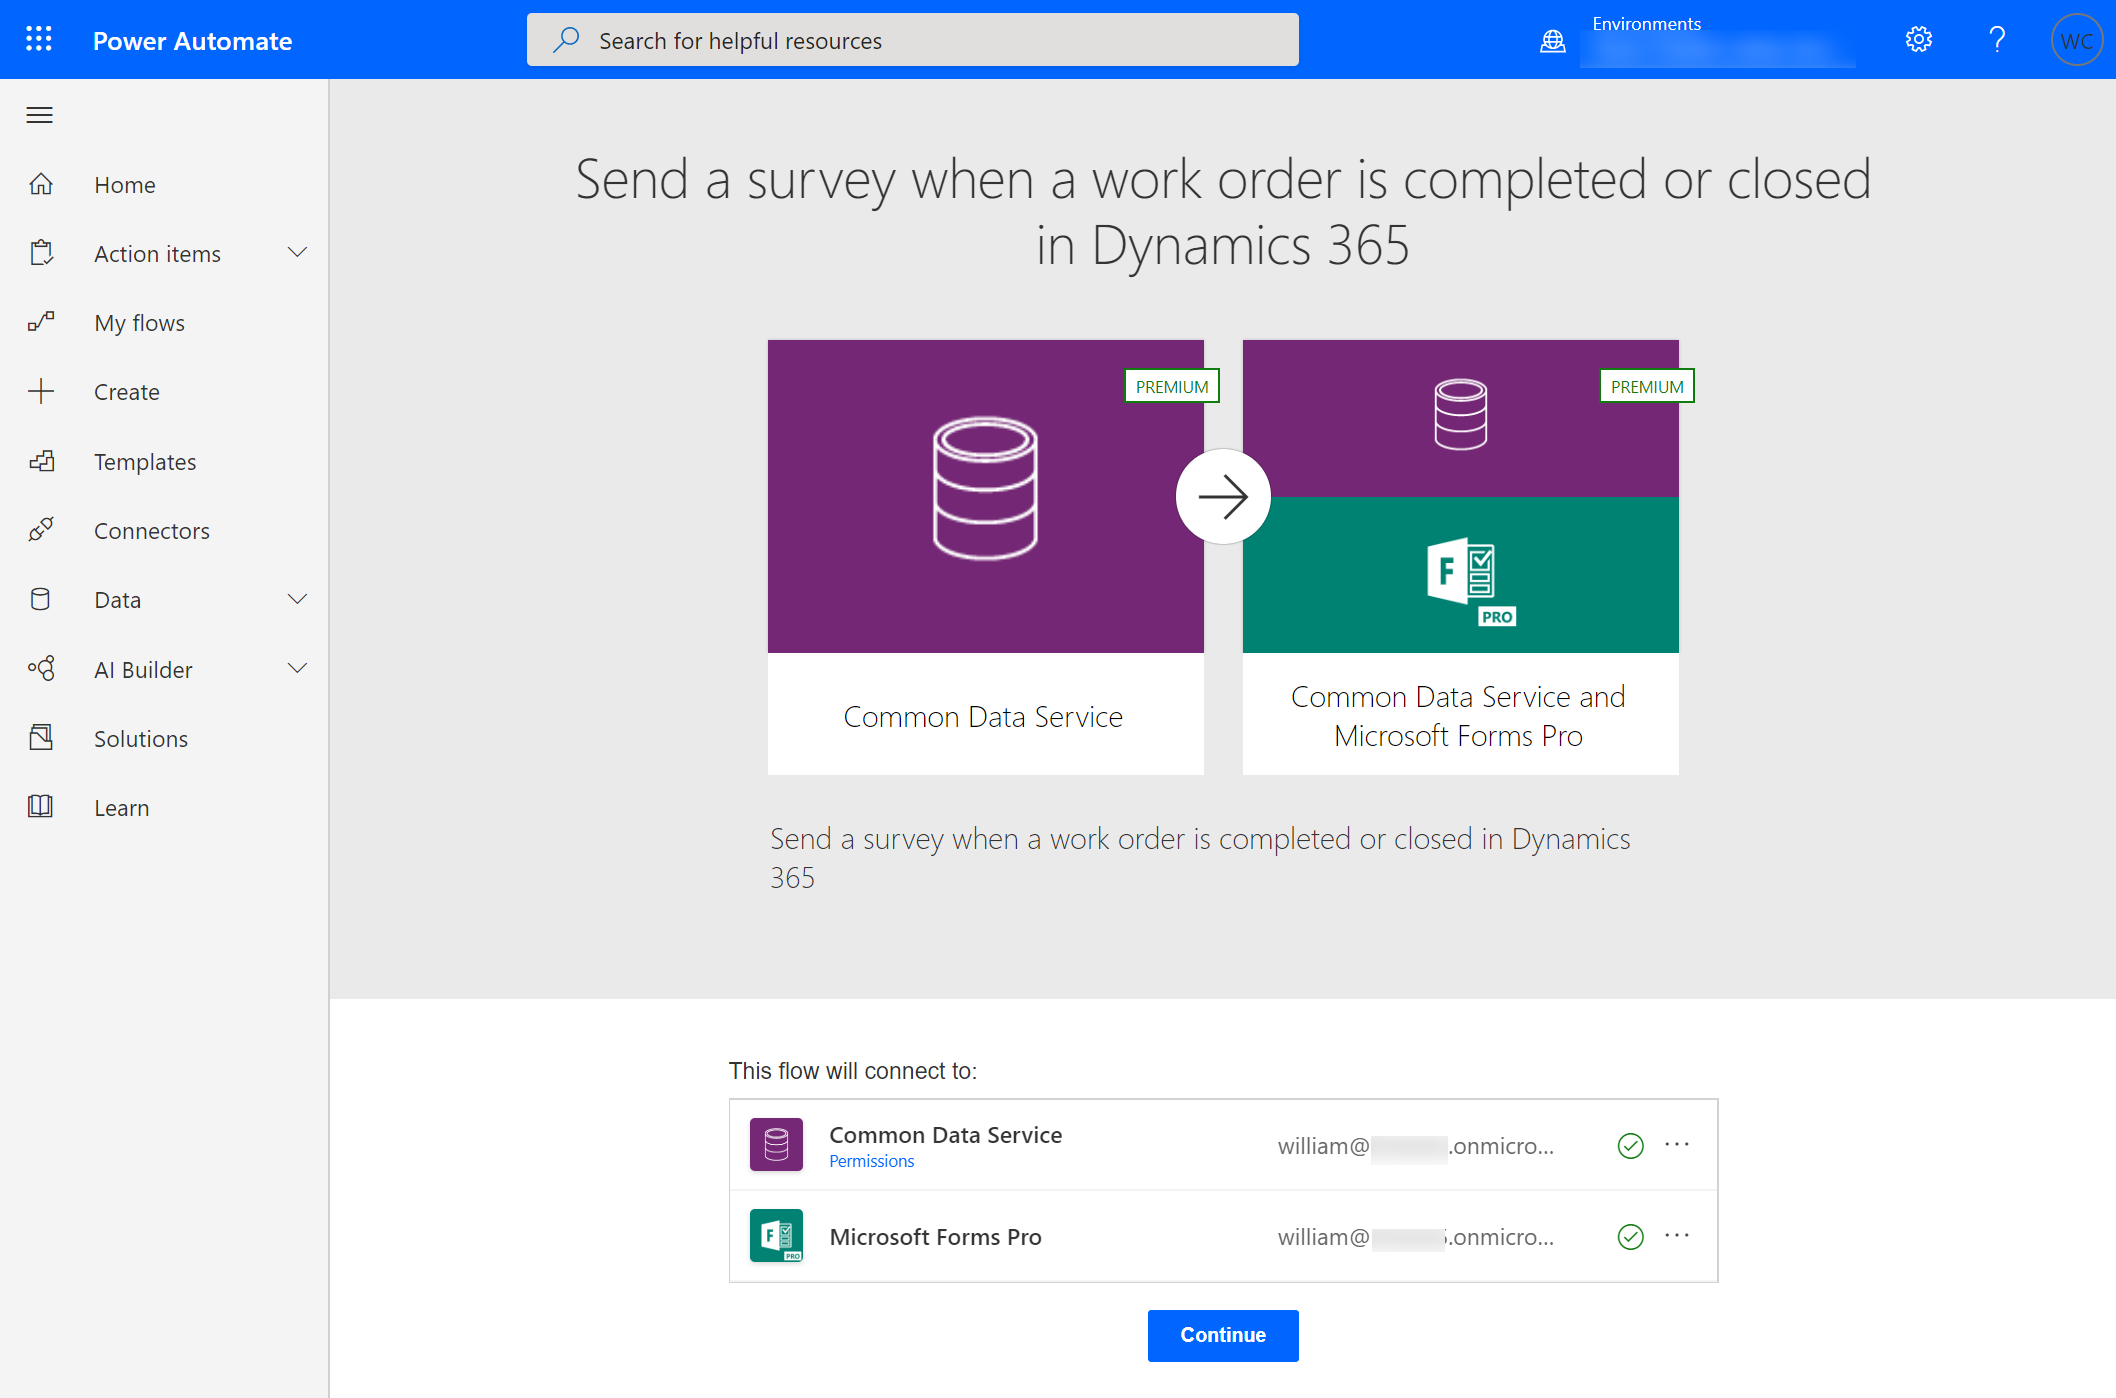 Power Automate
Search for helpful resources
Environments
WC
Home
Action items
My flows
Create
Templates
Connectors
Data
AI Builder
Solutions
Learn
Send a survey when a work order is completed or closed
in Dynamics 365
PREMIUM
PREMIUM
F
PRO
Common Data Service
Common Data Service and
Microsoft Forms Pro
Send a survey when a work order is completed or closed in Dynamics
365
This flow will connect to:
Common Data Service
Permissions
william@ .onmicro...
F
PRO
Microsoft Forms Pro
william@ .onmicro...
Continue